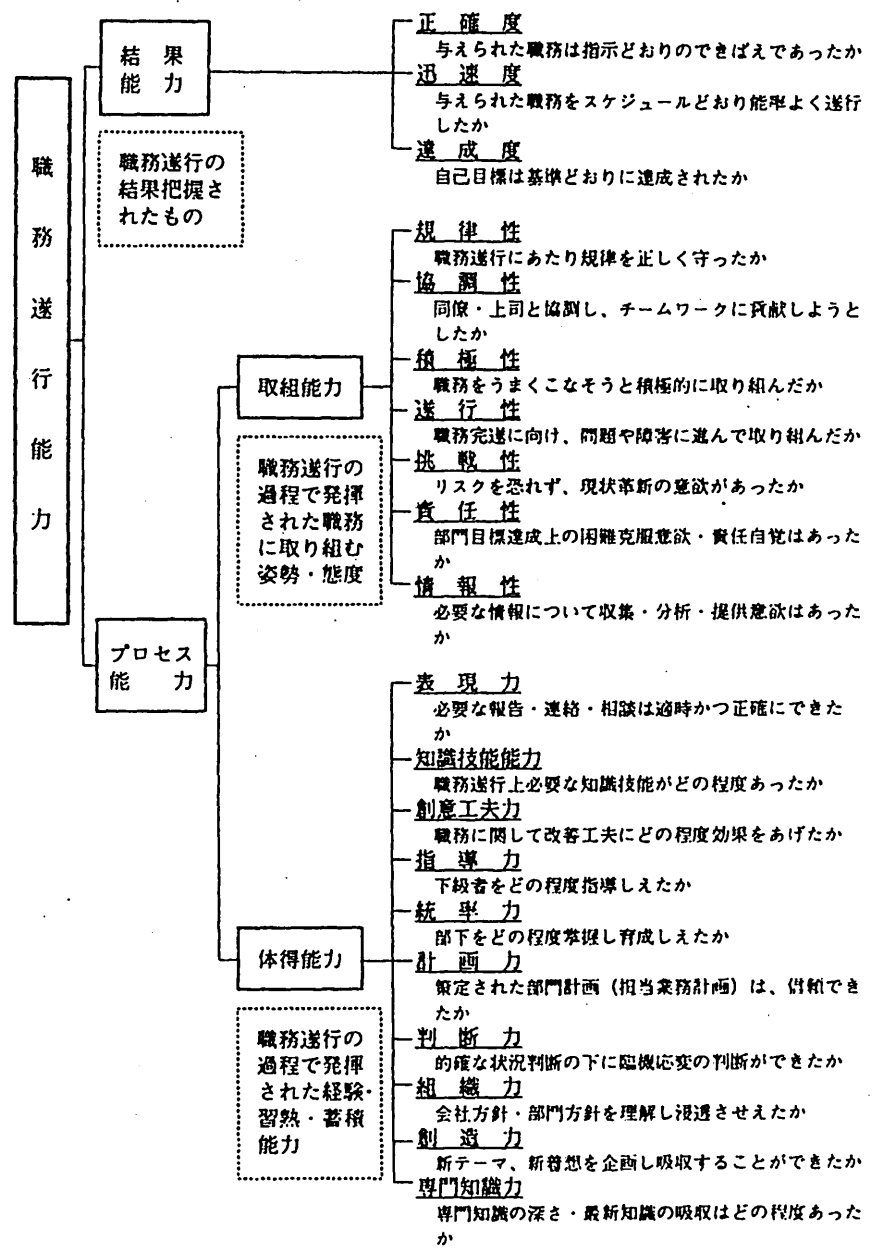 職務遂行能力
結果
能力
職務遂行の
結果把握さ
れたもの
正確度
与えられた職務は指示どおりのできばえであったか
迅速度
与えられた職務をスケジュールどおり能率よく遂行
したか
達成度
自己目標は基準どおりに達成されたか
プロセス
能力
取組能力
職務遂行の
過程で発揮
された職務
に取り組む
姿勢・態度
規律性
職務遂行にあたり規律を正しく守ったか
協調性
同僚・上司と協調し、チームワークに貢献しようと
したか
積極性
職務をうまくこなそうと積極的に取り組んだか
遂行性
職務完遂に向け、問題や障害に進んで取り組んだか
挑戦性
リスクを恐れず、現状革新の意欲があったか
責任性
部門目標達成上の困難克服意欲・責任自覚はあった
か
情報性
必要な情報について収集・分析・提供意欲はあった
か
体得能力
職務遂行の
過程で発揮
された経験・
習熟・蓄積
能力
表現力
必要な報告・連絡・相談は適時かつ正確にできた
か
知識技能能力
職務遂行上必要な知識技能がどの程度あったか
創意工夫力
職務に関して改善工夫にどの程度効果をあげたか
指導力
下級者をどの程度指導しえたか
統率力
部下をどの程度掌握し育成しえたか
計画力
策定された部門計画（担当業務計画）は、信頼でき
たか
判断力
的確な状況判断の下に臨機応変の判断ができたか
組織力
会社方針・部門方針を理解し浸透させえたか
創造力
新テーマ、新着想を企画し吸収することができたか
専門知識力
専門知識の深さ・最新知識の吸収はどの程度あった
か